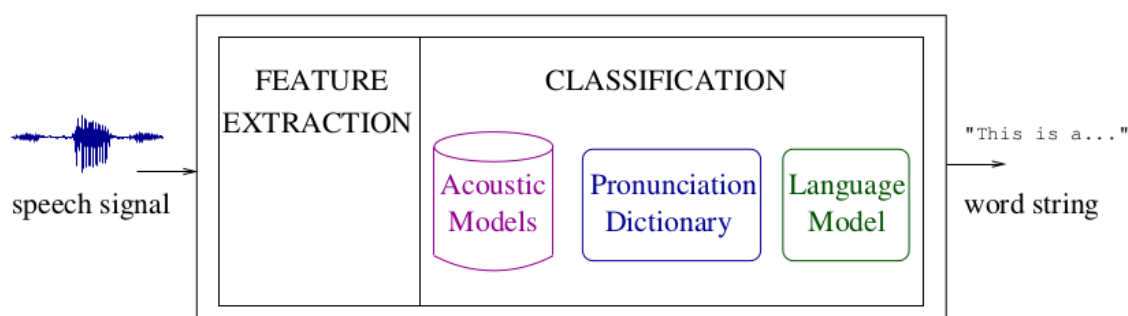 FEATURE
EXTRACTION
CLASSIFICATION
speech signal
Acoustic
Models
Pronunciation
Dictionary
Language
Model
"This is a..."
word string